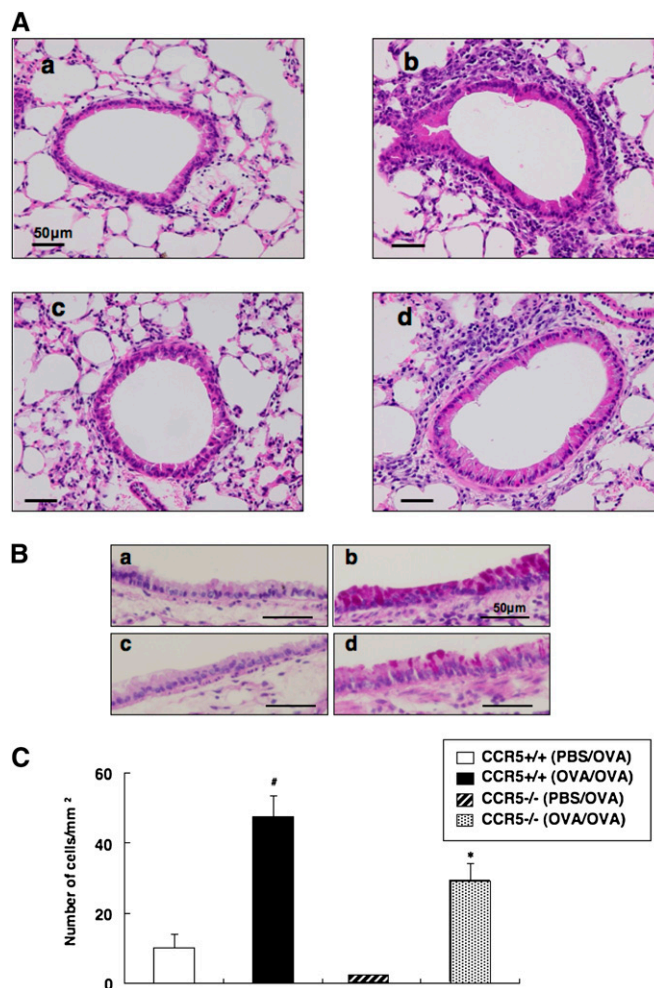 A
a
50µm
b
c
d
B
a
b
50µm
c
d
C
CCR5+/+ (PBS/OVA)
CCR5+/+ (OVA/OVA)
CCR5-/- (PBS/OVA)
CCR5-/- (OVA/OVA)
Number of cells/mm²
60
40
20
0
#
*